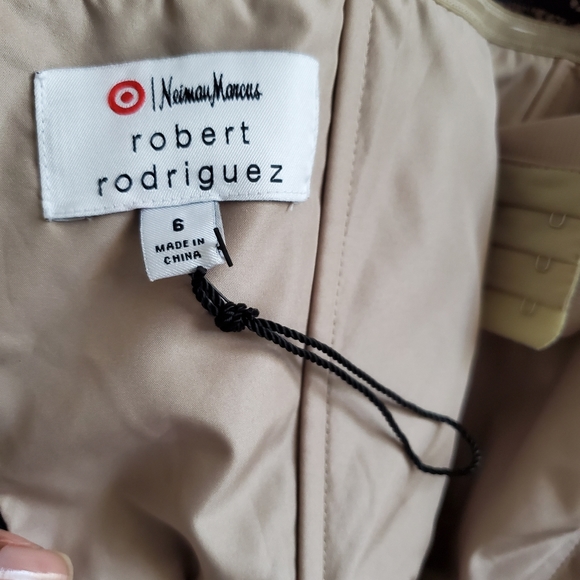 | Neiman Marcus
robert
rodriguez
6
MADE IN
CHINA